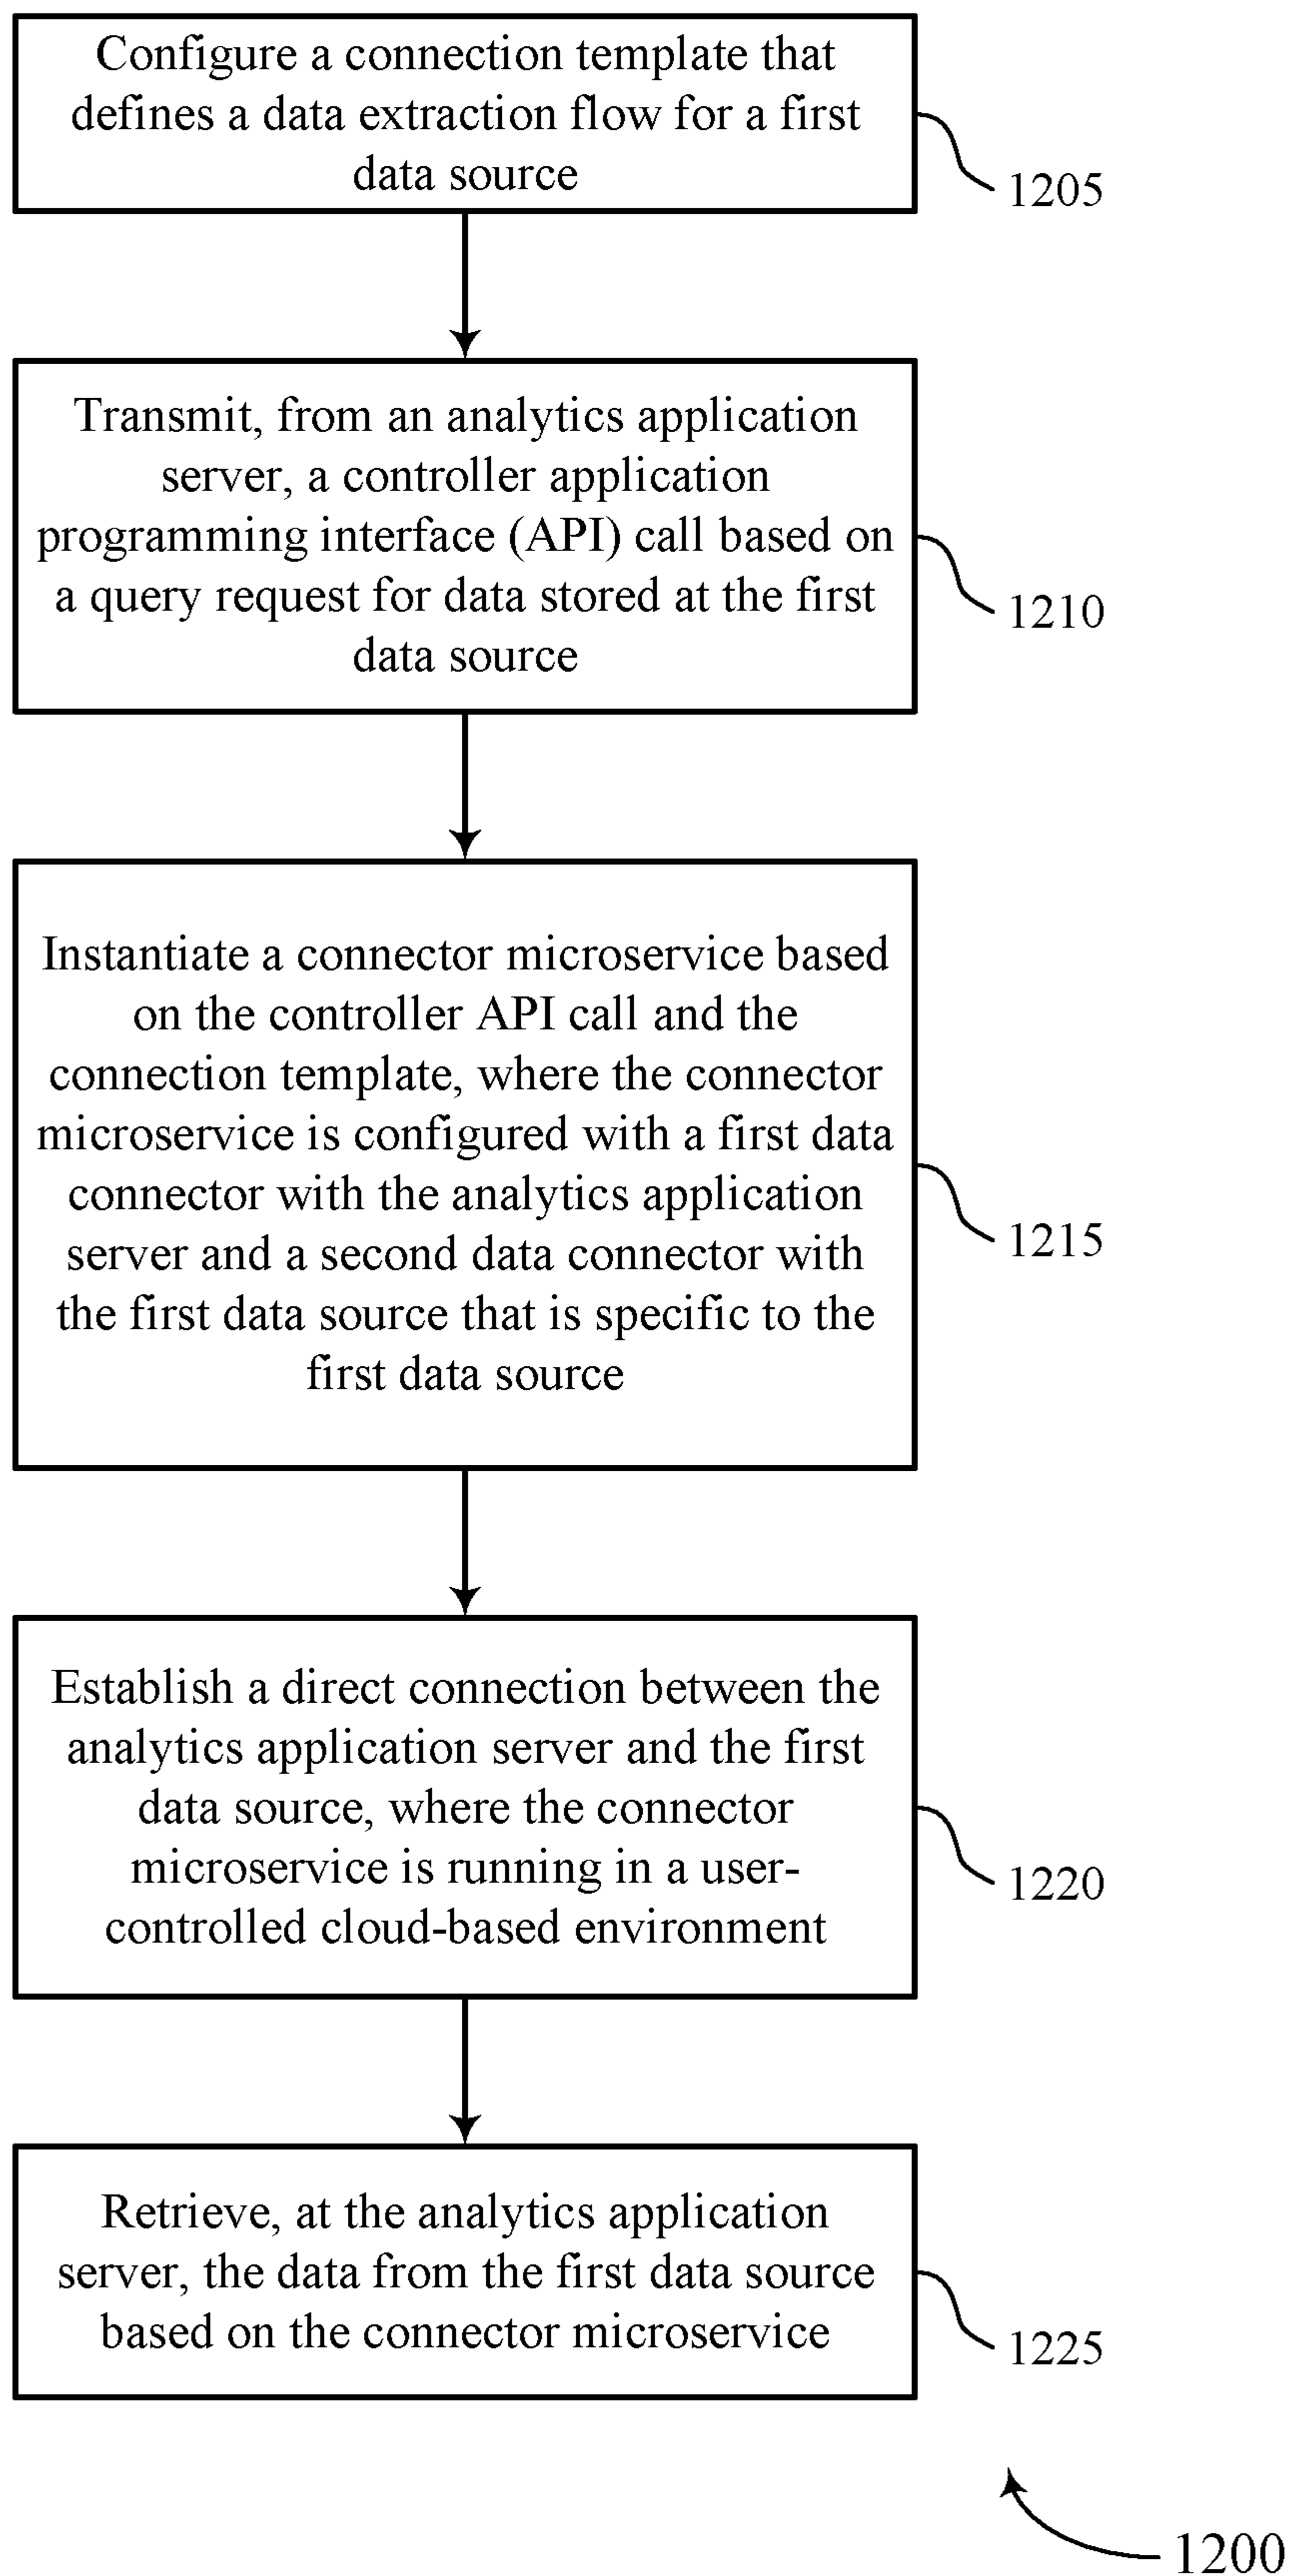 Configure a connection template that
defines a data extraction flow for a first
data source
1205
Transmit, from an analytics application
server, a controller application
programming interface (API) call based on
a query request for data stored at the first
data source
1210
Instantiate a connector microservice based
on the controller API call and the
connection template, where the connector
microservice is configured with a first data
connector with the analytics application
server and a second data connector with
the first data source that is specific to the
first data source
1215
Establish a direct connection between the
analytics application server and the first
data source, where the connector
microservice is running in a user-
controlled cloud-based environment
1220
Retrieve, at the analytics application
server, the data from the first data source
based on the connector microservice
1225
1200